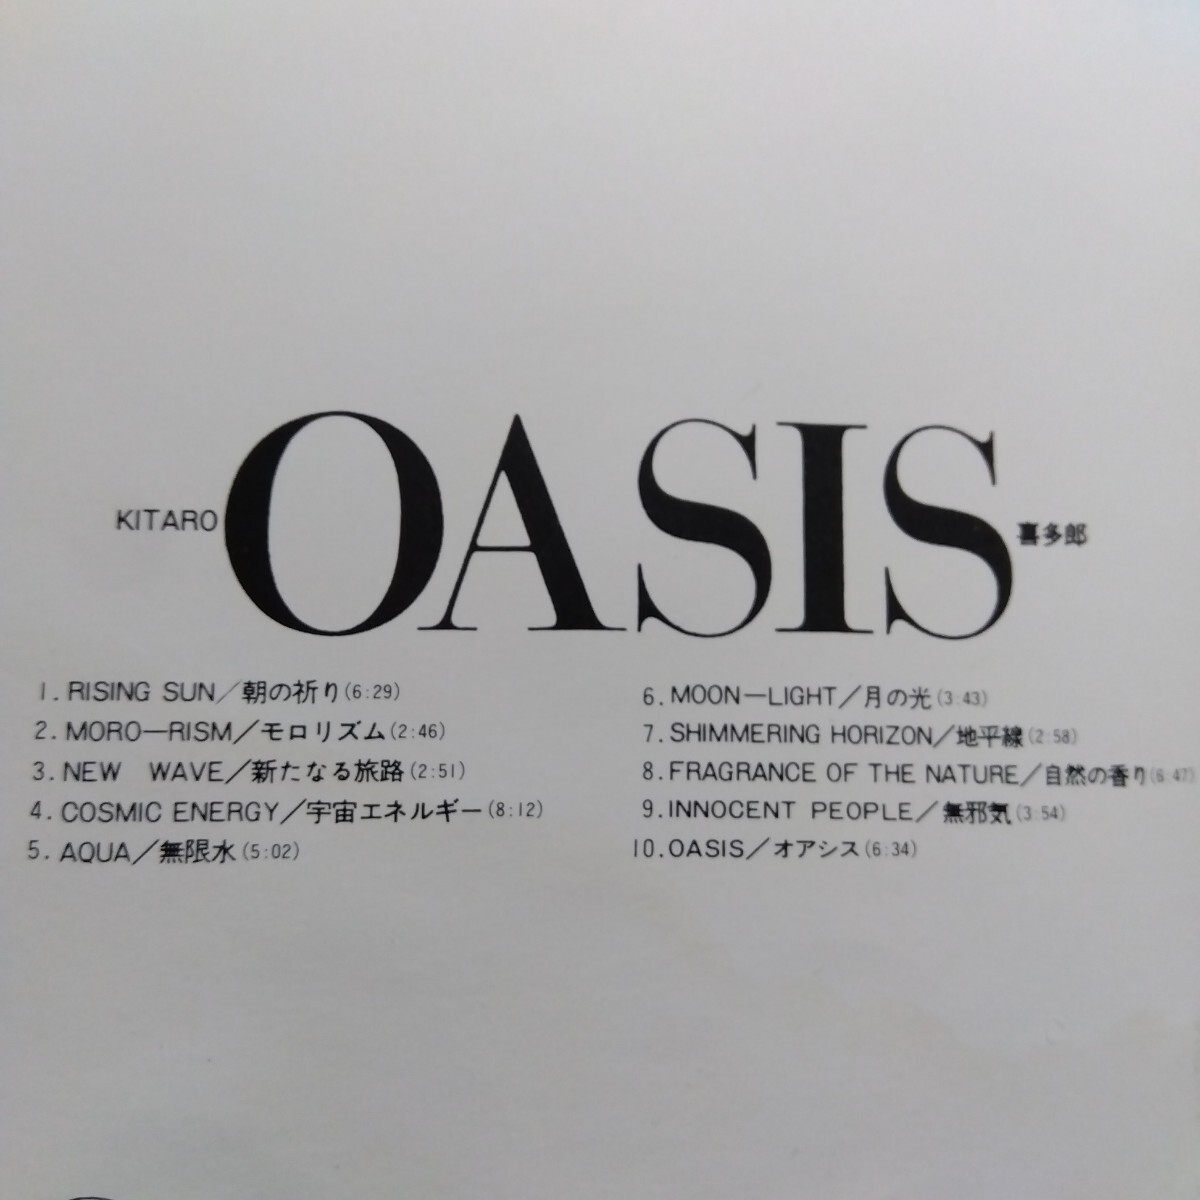 KITARO OASIS 喜多郎
1. RISING SUN／朝の祈り(6:29)
2. MORO—RISM／モロリズム(2:46)
3. NEW WAVE／新たなる旅路(2:51)
4. COSMIC ENERGY／宇宙エネルギー(8:12)
5. AQUA／無限水(5:02)
6. MOON—LIGHT／月の光(3:43)
7. SHIMMERING HORIZON／地平線(2:58)
8. FRAGRANCE OF THE NATURE／自然の香り(6:47)
9. INNOCENT PEOPLE／無邪気(3:54)
10. OASIS／オアシス(6:34)